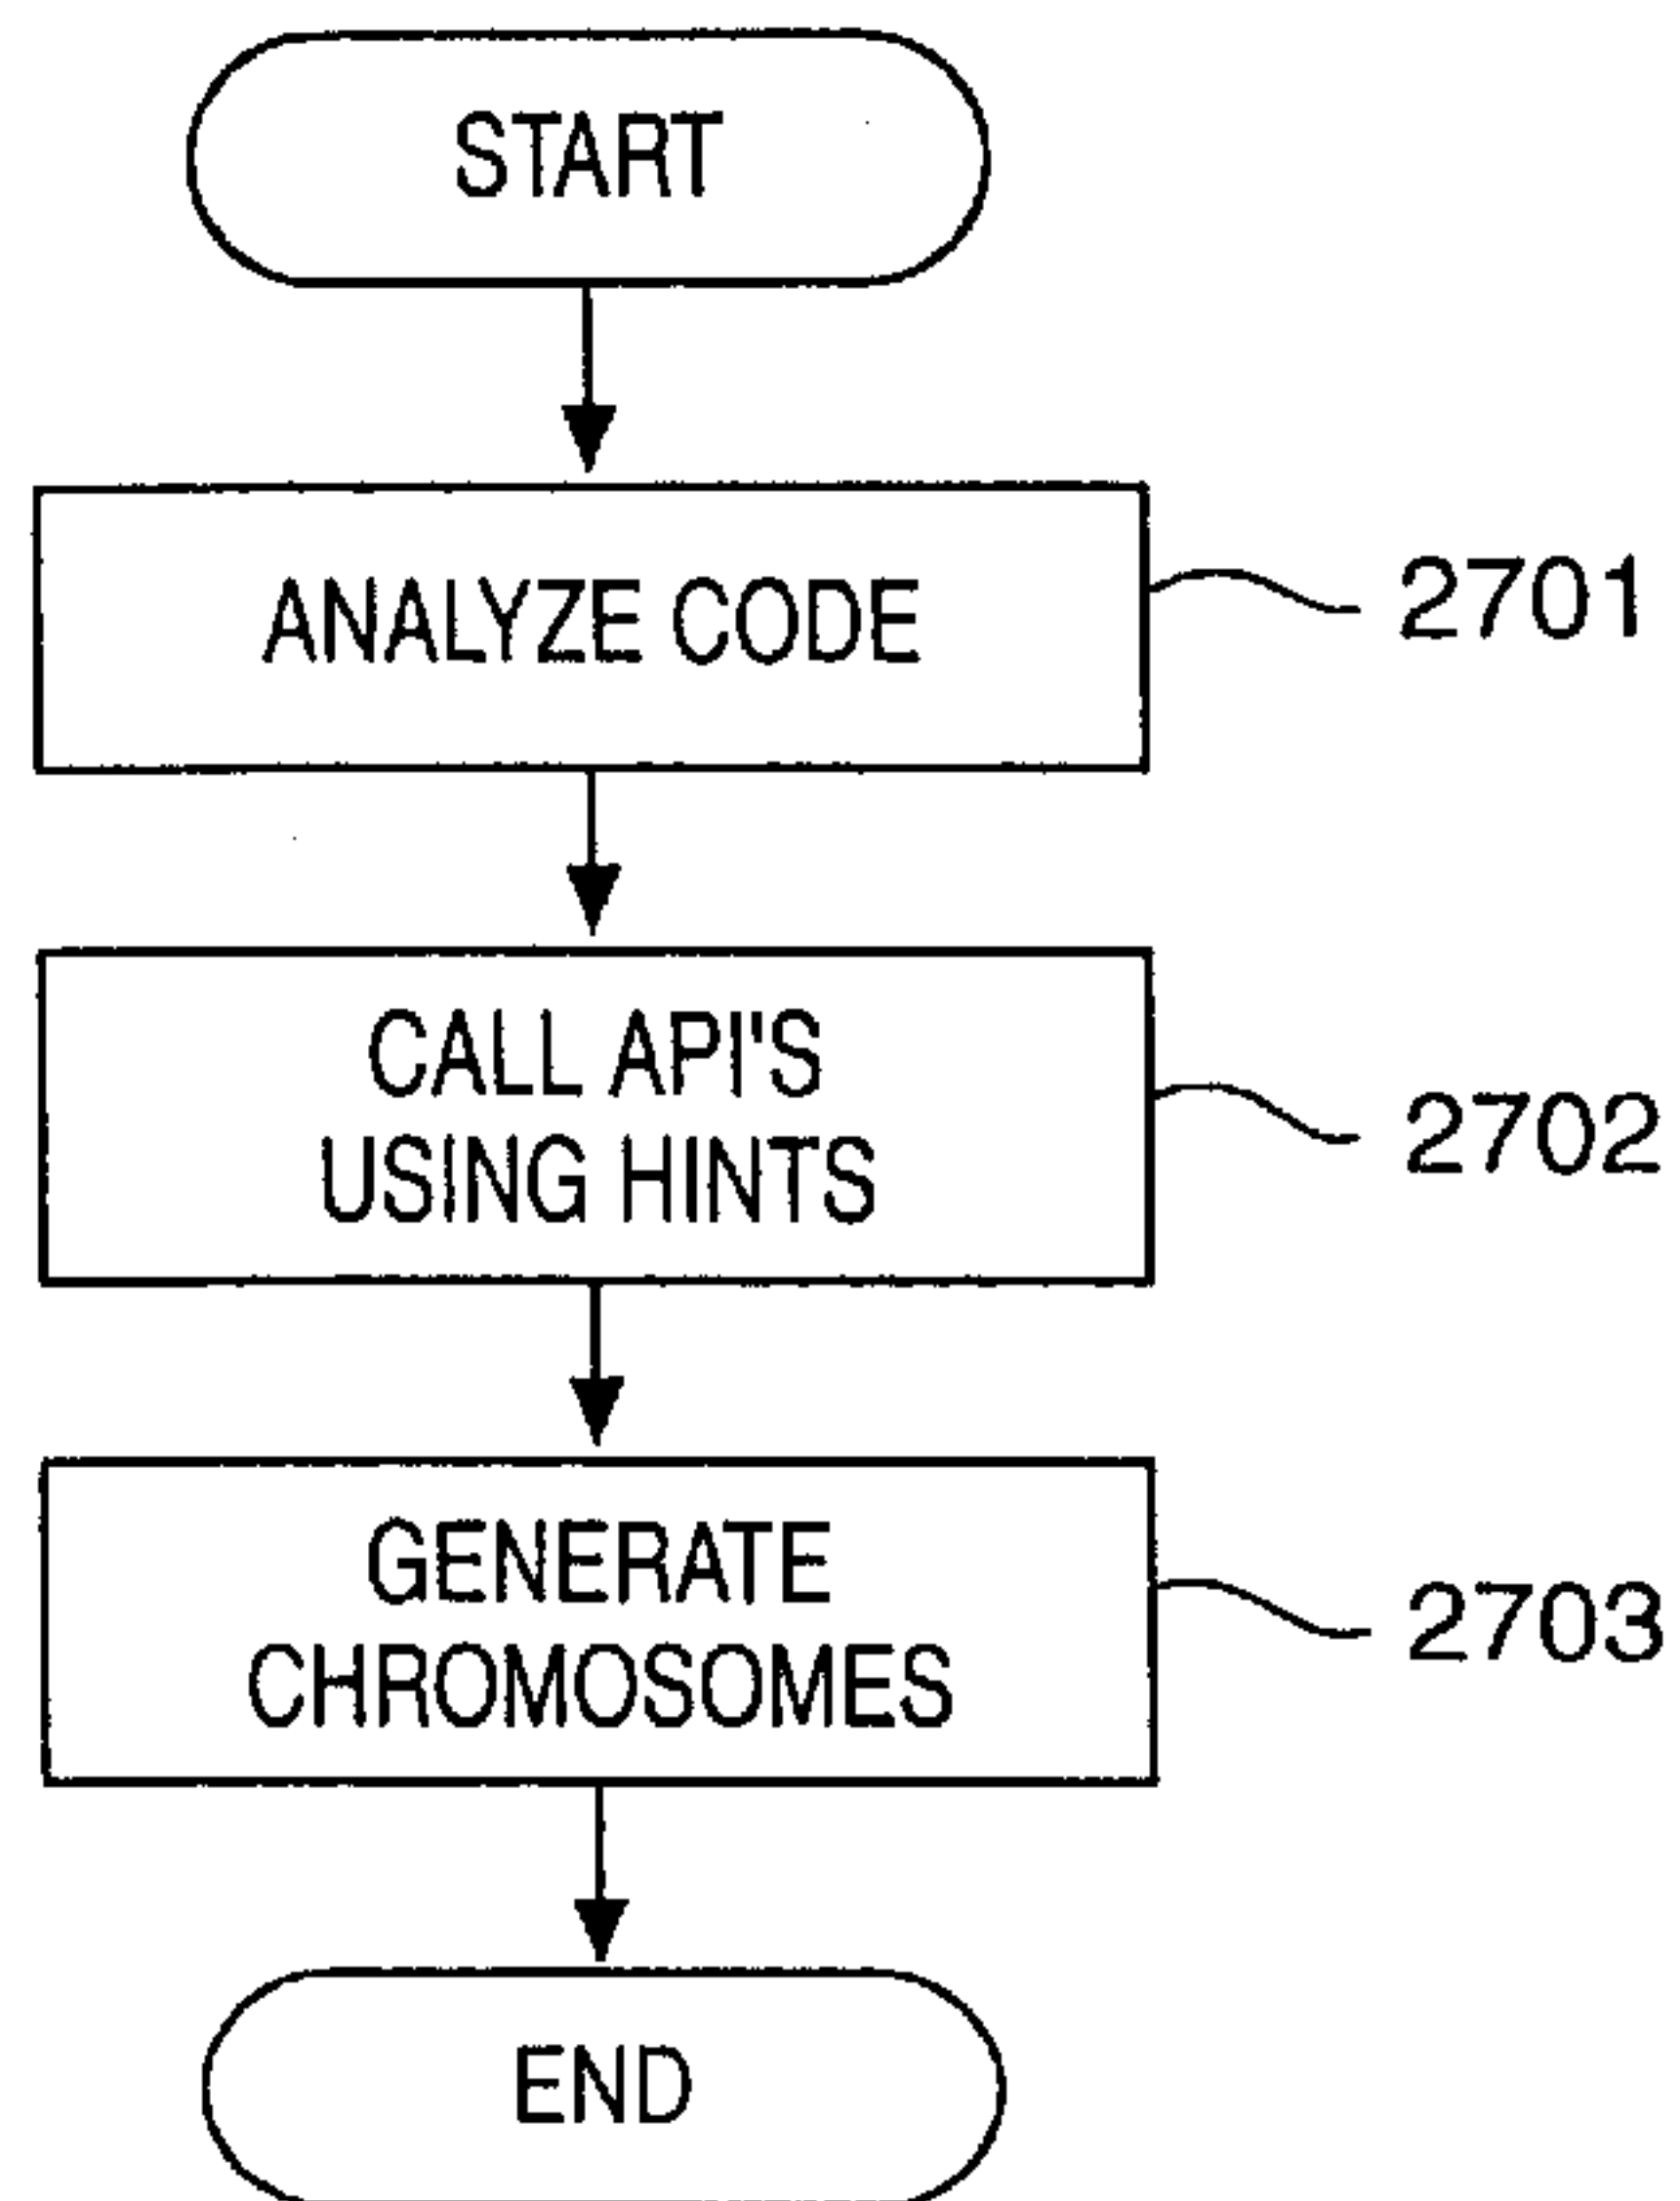 START
ANALYZE CODE
2701
CALL API'S
USING HINTS
2702
GENERATE
CHROMOSOMES
2703
END